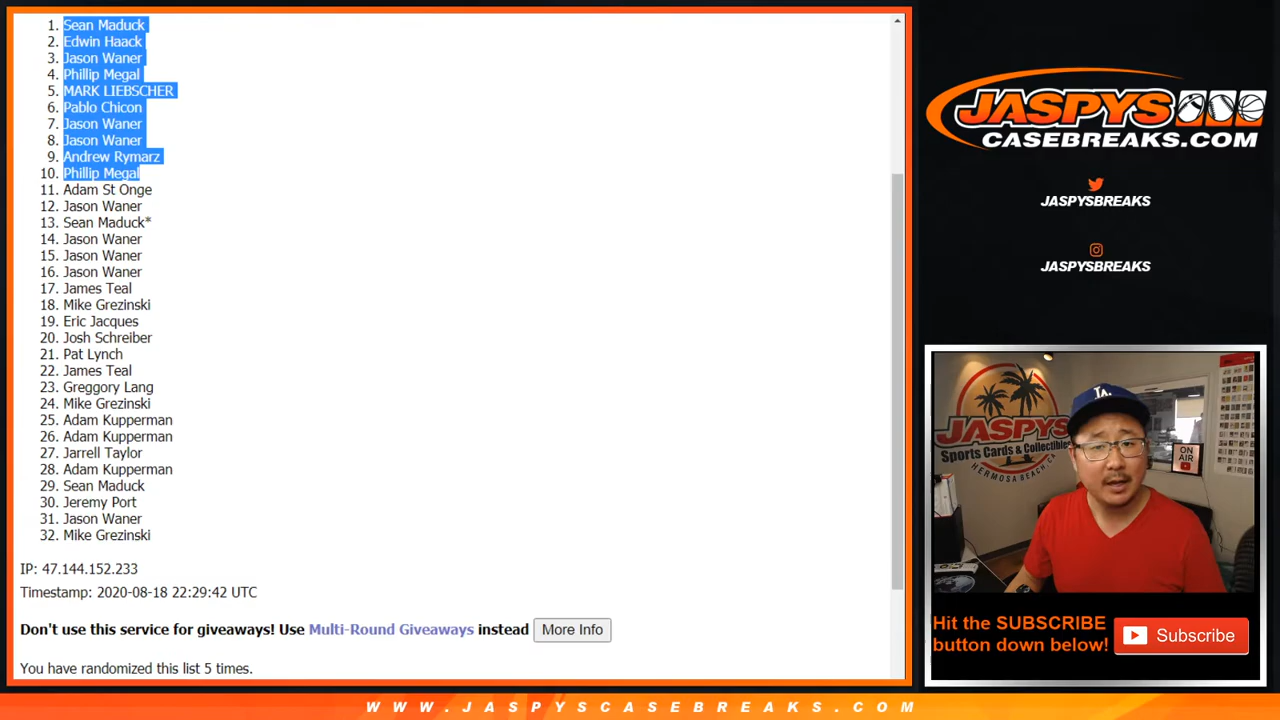 1. Sean Maduck
2. Edwin Haack
3. Jason Waner
4. Phillip Megal
5. MARK LIEBSCHER
6. Pablo Chicon
7. Jason Waner
8. Jason Waner
9. Andrew Rymarz
10. Phillip Megal
11. Adam St Onge
12. Jason Waner
13. Sean Maduck*
14. Jason Waner
15. Jason Waner
16. Jason Waner
17. James Teal
18. Mike Grezinski
19. Eric Jacques
20. Josh Schreiber
21. Pat Lynch
22. James Teal
23. Greggory Lang
24. Mike Grezinski
25. Adam Kupperman
26. Adam Kupperman
27. Jarrell Taylor
28. Adam Kupperman
29. Sean Maduck
30. Jeremy Port
31. Jason Waner
32. Mike Grezinski
IP: 47.144.152.233
Timestamp: 2020-08-18 22:29:42 UTC
Don't use this service for giveaways! Use Multi-Round Giveaways instead More Info
You have randomized this list 5 times.
JASPYS
CASEBREAKS.COM
JASPYSBREAKS
JASPYSBREAKS
JASPYS
Sports Cards & Collectibles
HERMOSA BEACH, CA
LA
ON
AIR
Hit the SUBSCRIBE
button down below!
Subscribe
WWW.JASPYSCASEBREAKS.COM